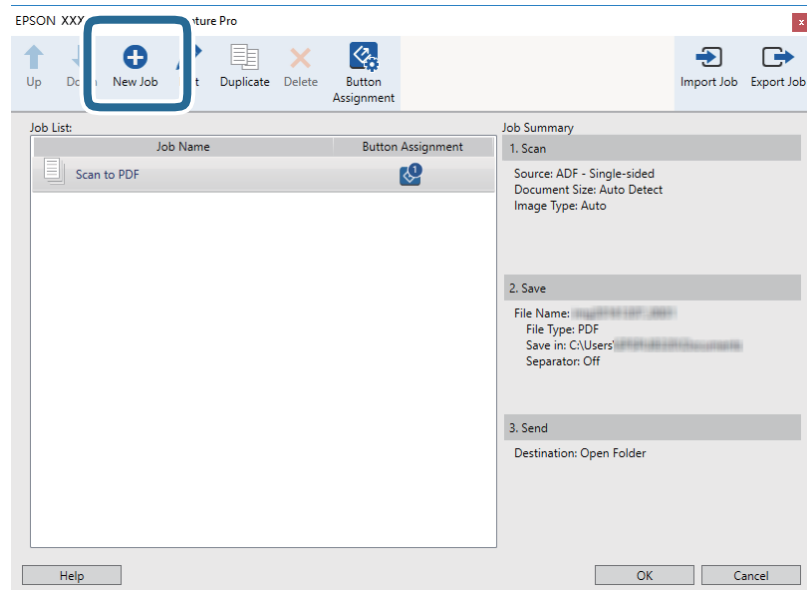 EPSON XXX ture Pro
Up
New Job
Duplicate
Delete
Button
Assignment
Import Job
Export Job
Job List:
Job Name
Button Assignment
Scan to PDF
1
Job Summary
1. Scan
Source: ADF - Single-sided
Document Size: Auto Detect
Image Type: Auto
2. Save
File Name:
File Type: PDF
Save in: C:\Users\
Separator: Off
3. Send
Destination: Open Folder
Help
OK
Cancel